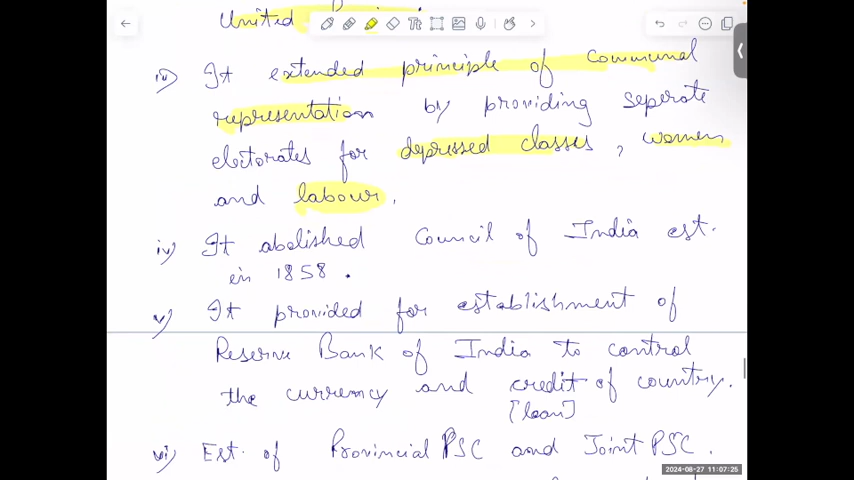 United
iv) It extended principle of Communal
representation by providing seperate
electorates for depressed classes, women
and labour.
iv) It abolished Council of India est.
in 1858.
v) It provided for establishment of
Reserve Bank of India to control
the currency and credit of country.
[loan]
vi) Est. of Provincial PSC and Joint PSC.
2024-08-27 11:07:25